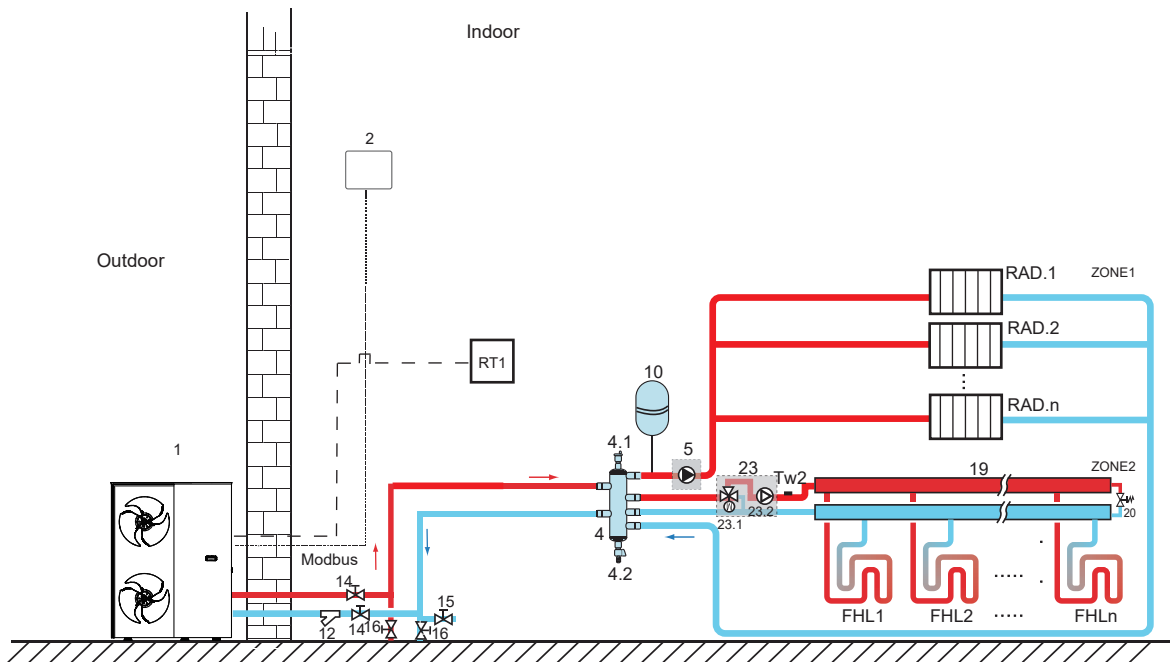 Indoor
2
Outdoor
RAD.1
ZONE1
RAD.2
RT1
10
RAD.n
4.1
5
1
23
Tw2
19
ZONE2
23.1
23.2
20
4
Modbus
4.2
14
15
12
14
16
16
FHL1
FHL2
FHLn